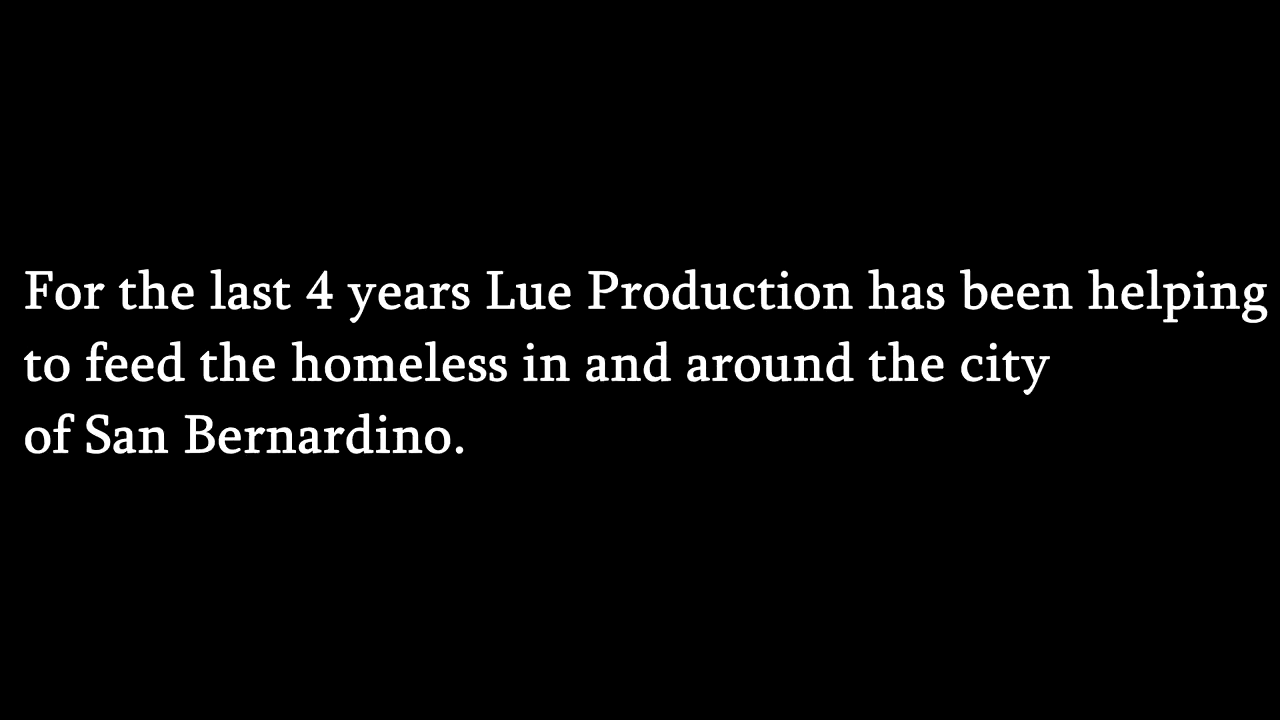 For the last 4 years Lue Production has been helping
to feed the homeless in and around the city
of San Bernardino.